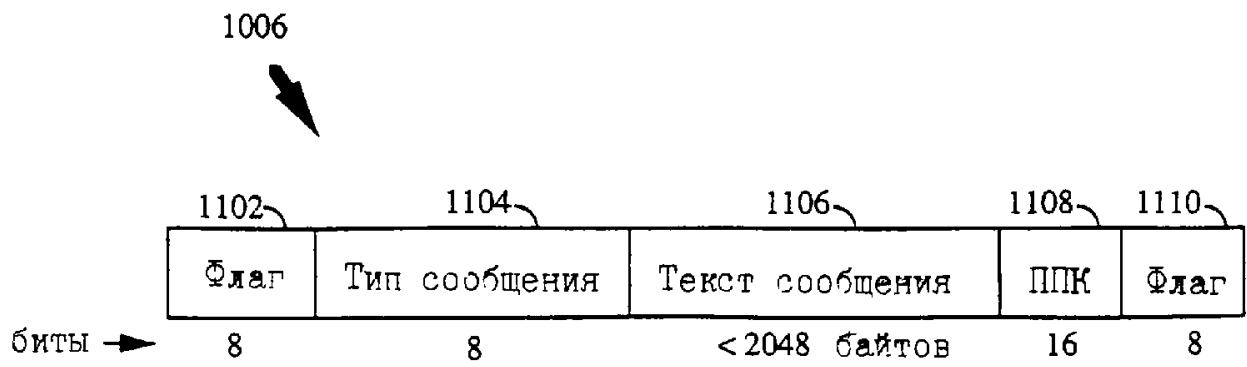 1006
1102 1104 1106 1108 1110
Флаг Тип сообщения Текст сообщения ППК Флаг
биты 8 8 <2048 байтов 16 8